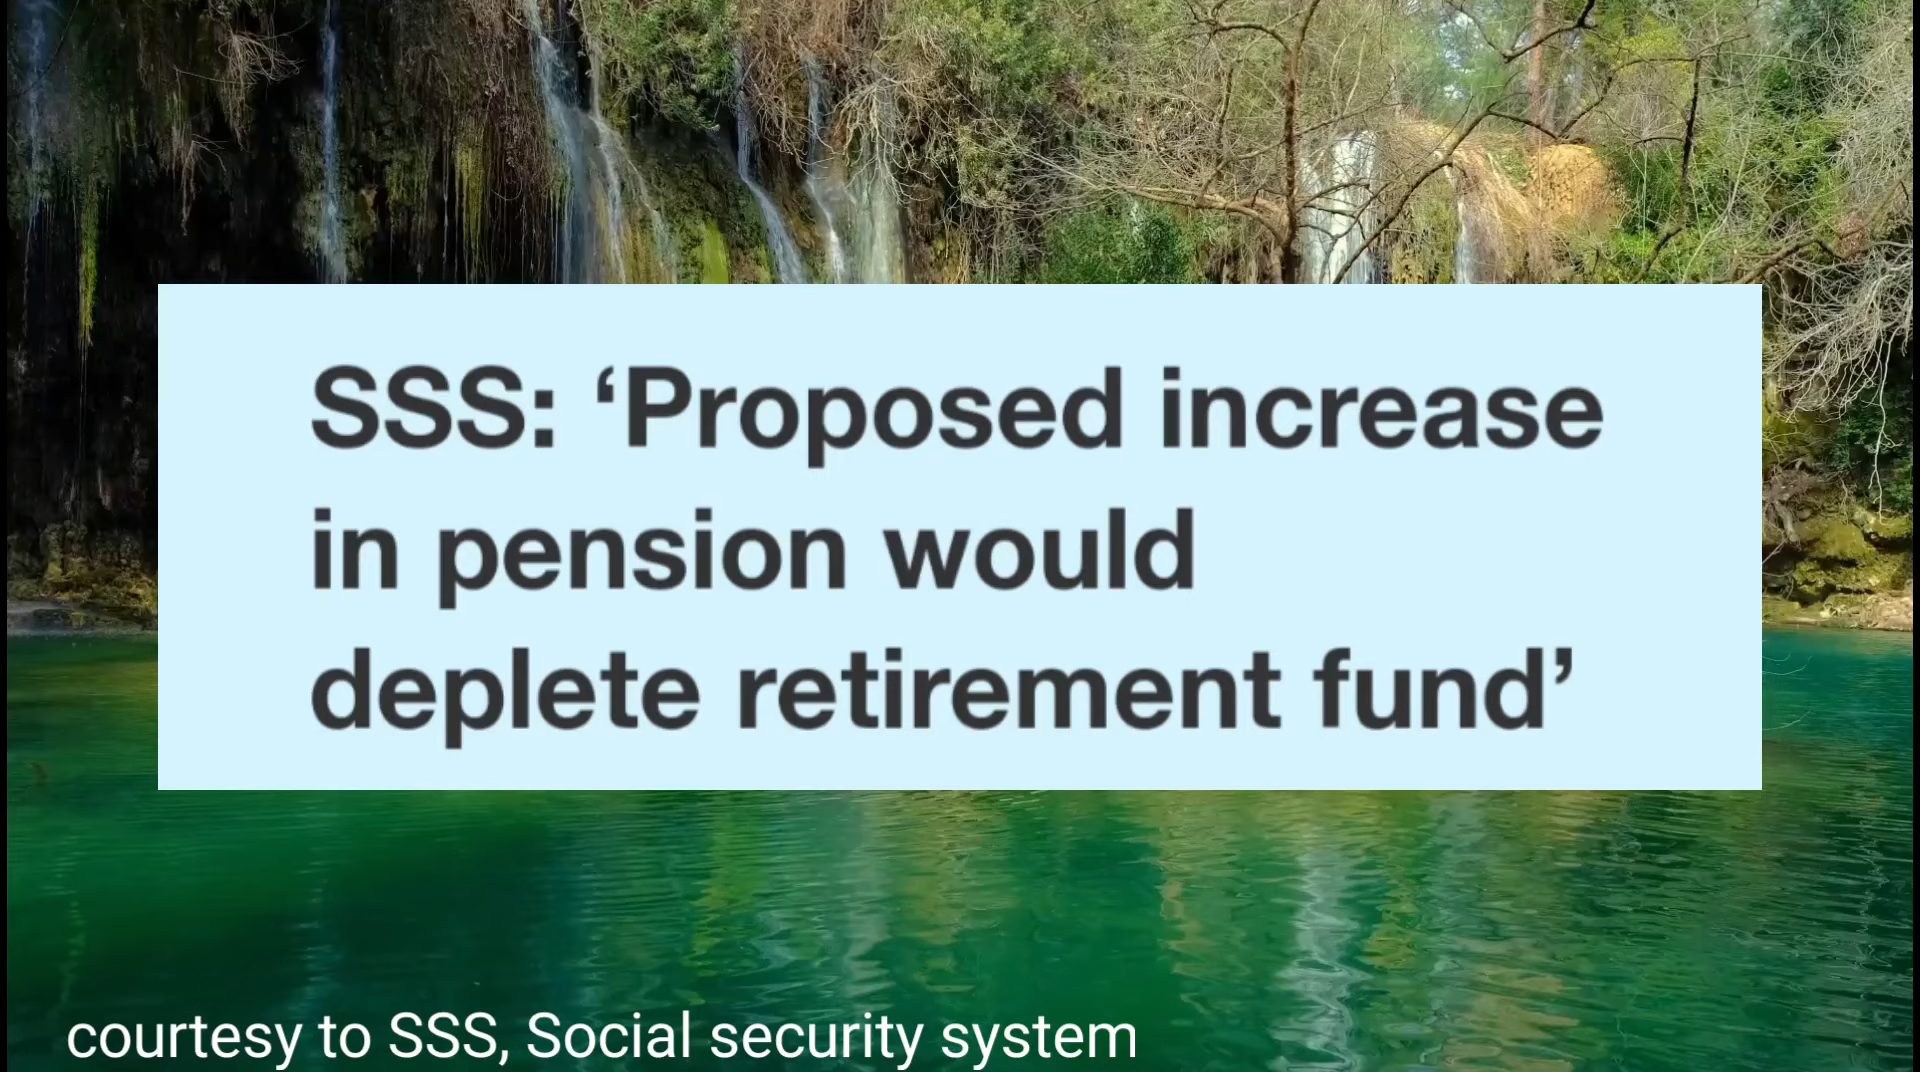 SSS: ‘Proposed increase
in pension would
deplete retirement fund’
courtesy to SSS, Social security system